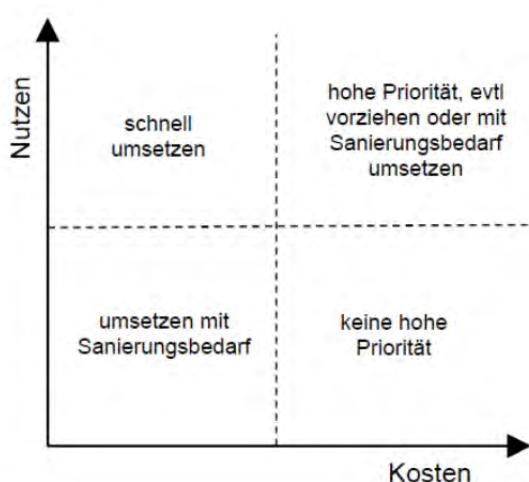 Nutzen
schnell
umsetzen
hohe Priorität, evtl
vorziehen oder mit
Sanierungsbedarf
umsetzen
umsetzen mit
Sanierungsbedarf
keine hohe
Priorität
Kosten